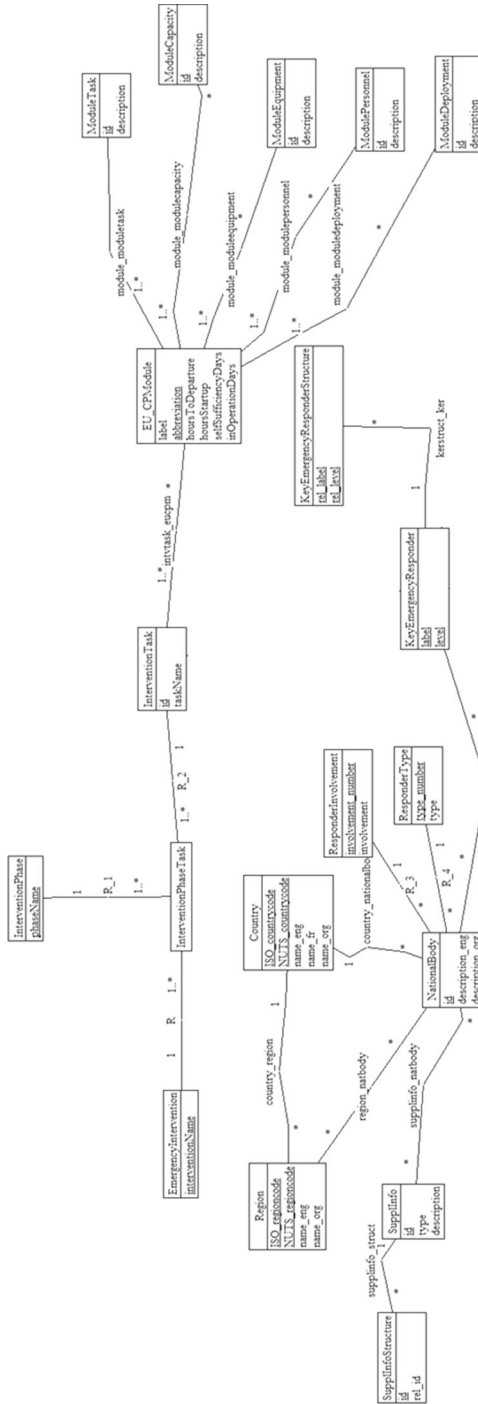 InterventionPhase
phaseName
1
R_1
1..*
EmergencyIntervention
interventionName
1
R
1..*
InterventionPhaseTask
1..*
R_2
1
InterventionTask
id
taskName
1..*
intvtask_eucpm
*
EU_CPModule
label
abbreviation
hoursToDeparture
hoursStartup
selfSufficiencyDays
inOperationDays
1..*
module_moduletask
ModuleTask
id
description
1..*
module_modulecapacity
*
ModuleCapacity
id
description
1..*
module_moduleequipment
*
ModuleEquipment
id
description
1..*
module_modulepersonnel
*
ModulePersonnel
id
description
1..*
module_moduledeployment
*
ModuleDeployment
id
description
Region
ISO_regioncode
NUTS_regioncode
name_eng
name_org
*
country_region
1
Country
ISO_countrycode
NUTS_countrycode
name_eng
name_fr
name_org
1
country_nationalbod
*
*
region_natbody
*
ResponderInvolvement
involvement_number
involvement
1
R_3
*
ResponderType
type_number
type
1
R_4
*
KeyEmergencyResponderStructure
rel_label
rel_level
*
kerstruct_ker
1
KeyEmergencyResponder
label
level
*
*
NationalBody
id
description_eng
description_org
*
supplinfo_natbody
*
SupplInfo
id
type
description
supplinfo_struct
1
*
SupplInfoStructure
id
rel_id